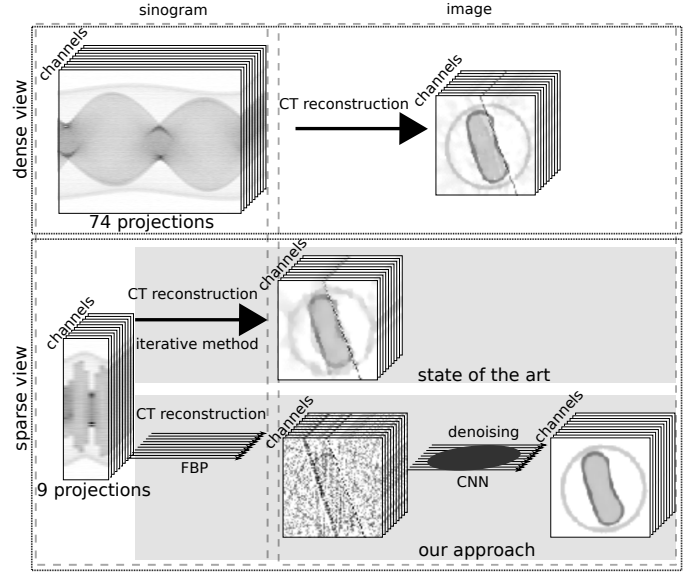 sinogram
image
dense view
channels
74 projections
CT reconstruction
channels
sparse view
channels
9 projections
CT reconstruction
iterative method
channels
state of the art
CT reconstruction
FBP
channels
denoising
CNN
channels
our approach